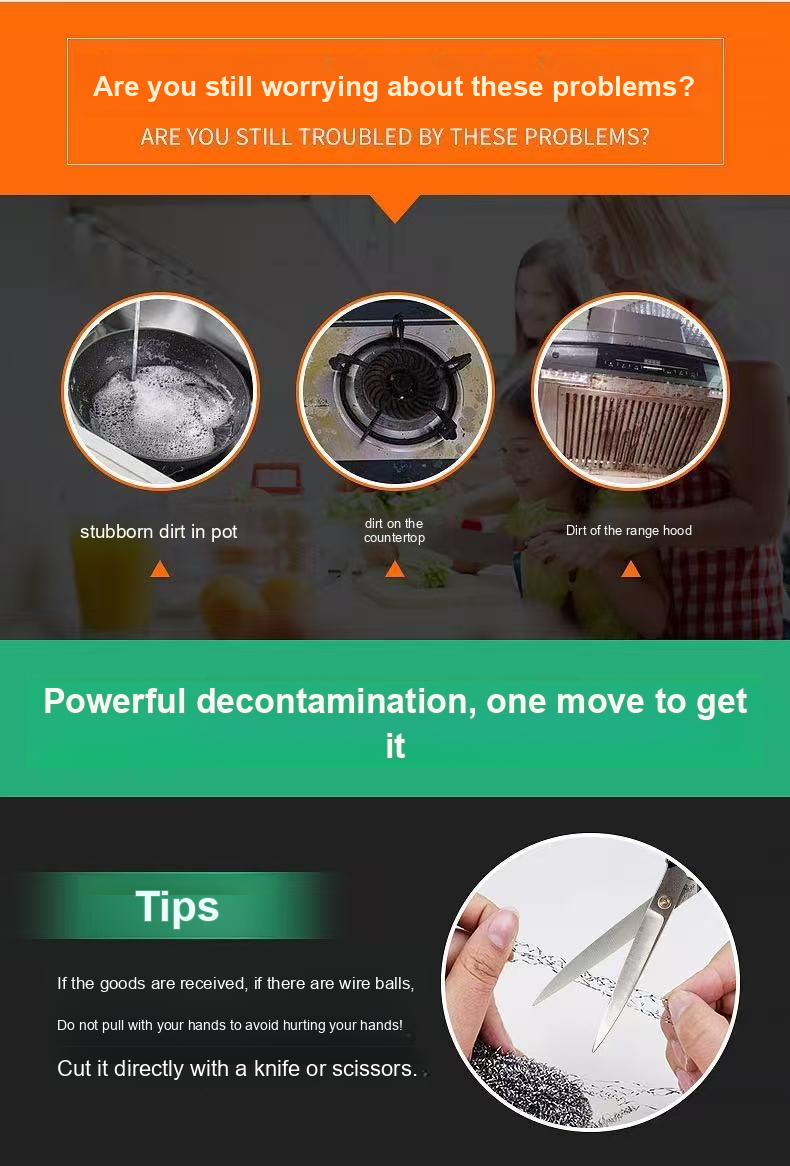 Are you still worrying about these problems?
ARE YOU STILL TROUBLED BY THESE PROBLEMS?
stubborn dirt in pot
dirt on the
countertop
Dirt of the range hood
Powerful decontamination, one move to get
it
Tips
If the goods are received, if there are wire balls,
Do not pull with your hands to avoid hurting your hands!
Cut it directly with a knife or scissors.